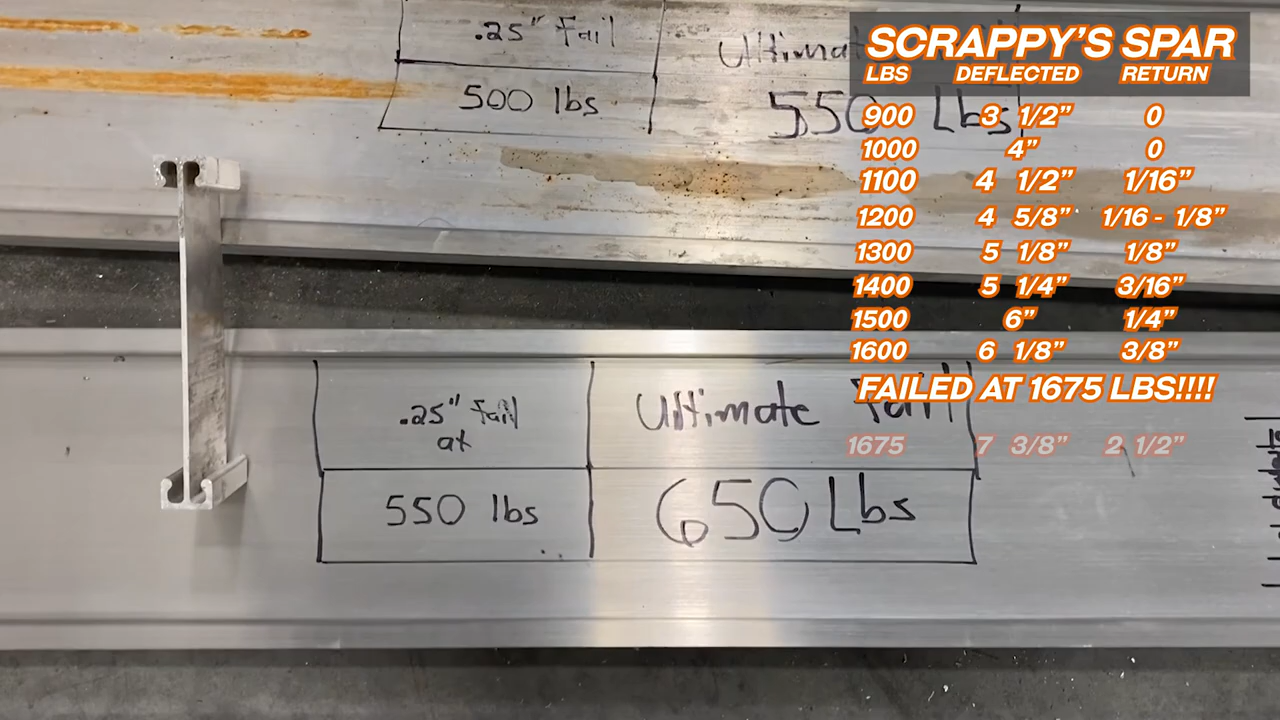 .25" Fail
500 lbs
Ultimat
550 Lbs
SCRAPPY'S SPAR
LBS DEFLECTED RETURN
900 3 1/2" 0
1000 4" 0
1100 4 1/2" 1/16"
1200 4 5/8" 1/16 - 1/8"
1300 5 1/8" 1/8"
1400 5 1/4" 3/16"
1500 6" 1/4"
1600 6 1/8" 3/8"
FAILED AT 1675 LBS!!!!
1675 7 3/8" 2 1/2"
.25" Fail
at
550 lbs
Ultimate Fail
650 Lbs